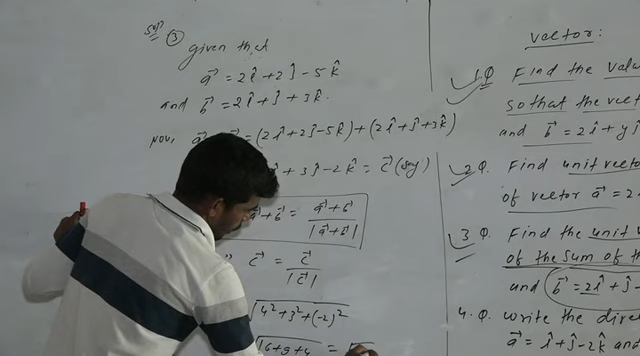 Solⁿ ③
given that
a⃗ = 2î + 2ĵ - 5k̂
and b⃗ = 2î + ĵ + 3k̂.
Now, = (2î + 2ĵ - 5k̂) + (2î + ĵ + 3k̂)
î + 3ĵ - 2k̂ = c⃗ (say)
a⃗ + b⃗ = a⃗ + b⃗ / |a⃗ + b⃗|
" c⃗ = c⃗ / |c⃗|
√4² + 3² + (-2)²
√16 + 9 + 4 = √
vector:
1.Q Find the valu
so that the vect
and b⃗ = 2î + yĵ
2.Q. Find unit vector
of vector a⃗ = 2
3 Q. Find the unit v
of the sum of th
and b⃗ = 2î + ĵ -
4.Q. write the dire
a⃗ = î + ĵ - 2k̂ and